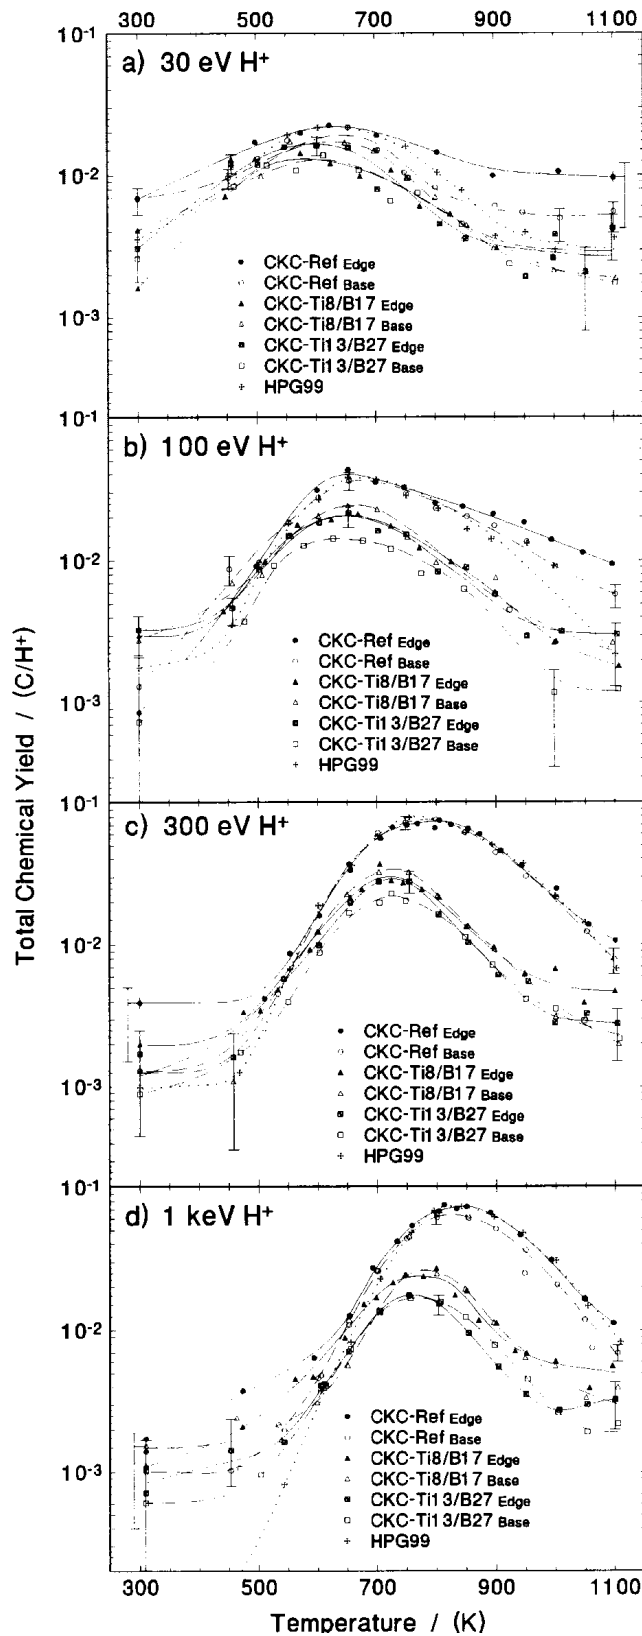 300 500 700 900 1100
10-1
a) 30 eV H+
10-2
CKC-Ref Edge
CKC-Ref Base
CKC-Ti8/B17 Edge
CKC-Ti8/B17 Base
CKC-Ti13/B27 Edge
CKC-Ti13/B27 Base
HPG99
10-3
10-1
b) 100 eV H+
10-2
CKC-Ref Edge
CKC-Ref Base
CKC-Ti8/B17 Edge
CKC-Ti8/B17 Base
CKC-Ti13/B27 Edge
CKC-Ti13/B27 Base
HPG99
10-3
Total Chemical Yield / (C/H+)
10-1
c) 300 eV H+
10-2
CKC-Ref Edge
CKC-Ref Base
CKC-Ti8/B17 Edge
CKC-Ti8/B17 Base
CKC-Ti13/B27 Edge
CKC-Ti13/B27 Base
HPG99
10-3
10-1
d) 1 keV H+
10-2
CKC-Ref Edge
CKC-Ref Base
CKC-Ti8/B17 Edge
CKC-Ti8/B17 Base
CKC-Ti13/B27 Edge
CKC-Ti13/B27 Base
HPG99
10-3
300 500 700 900 1100
Temperature / (K)